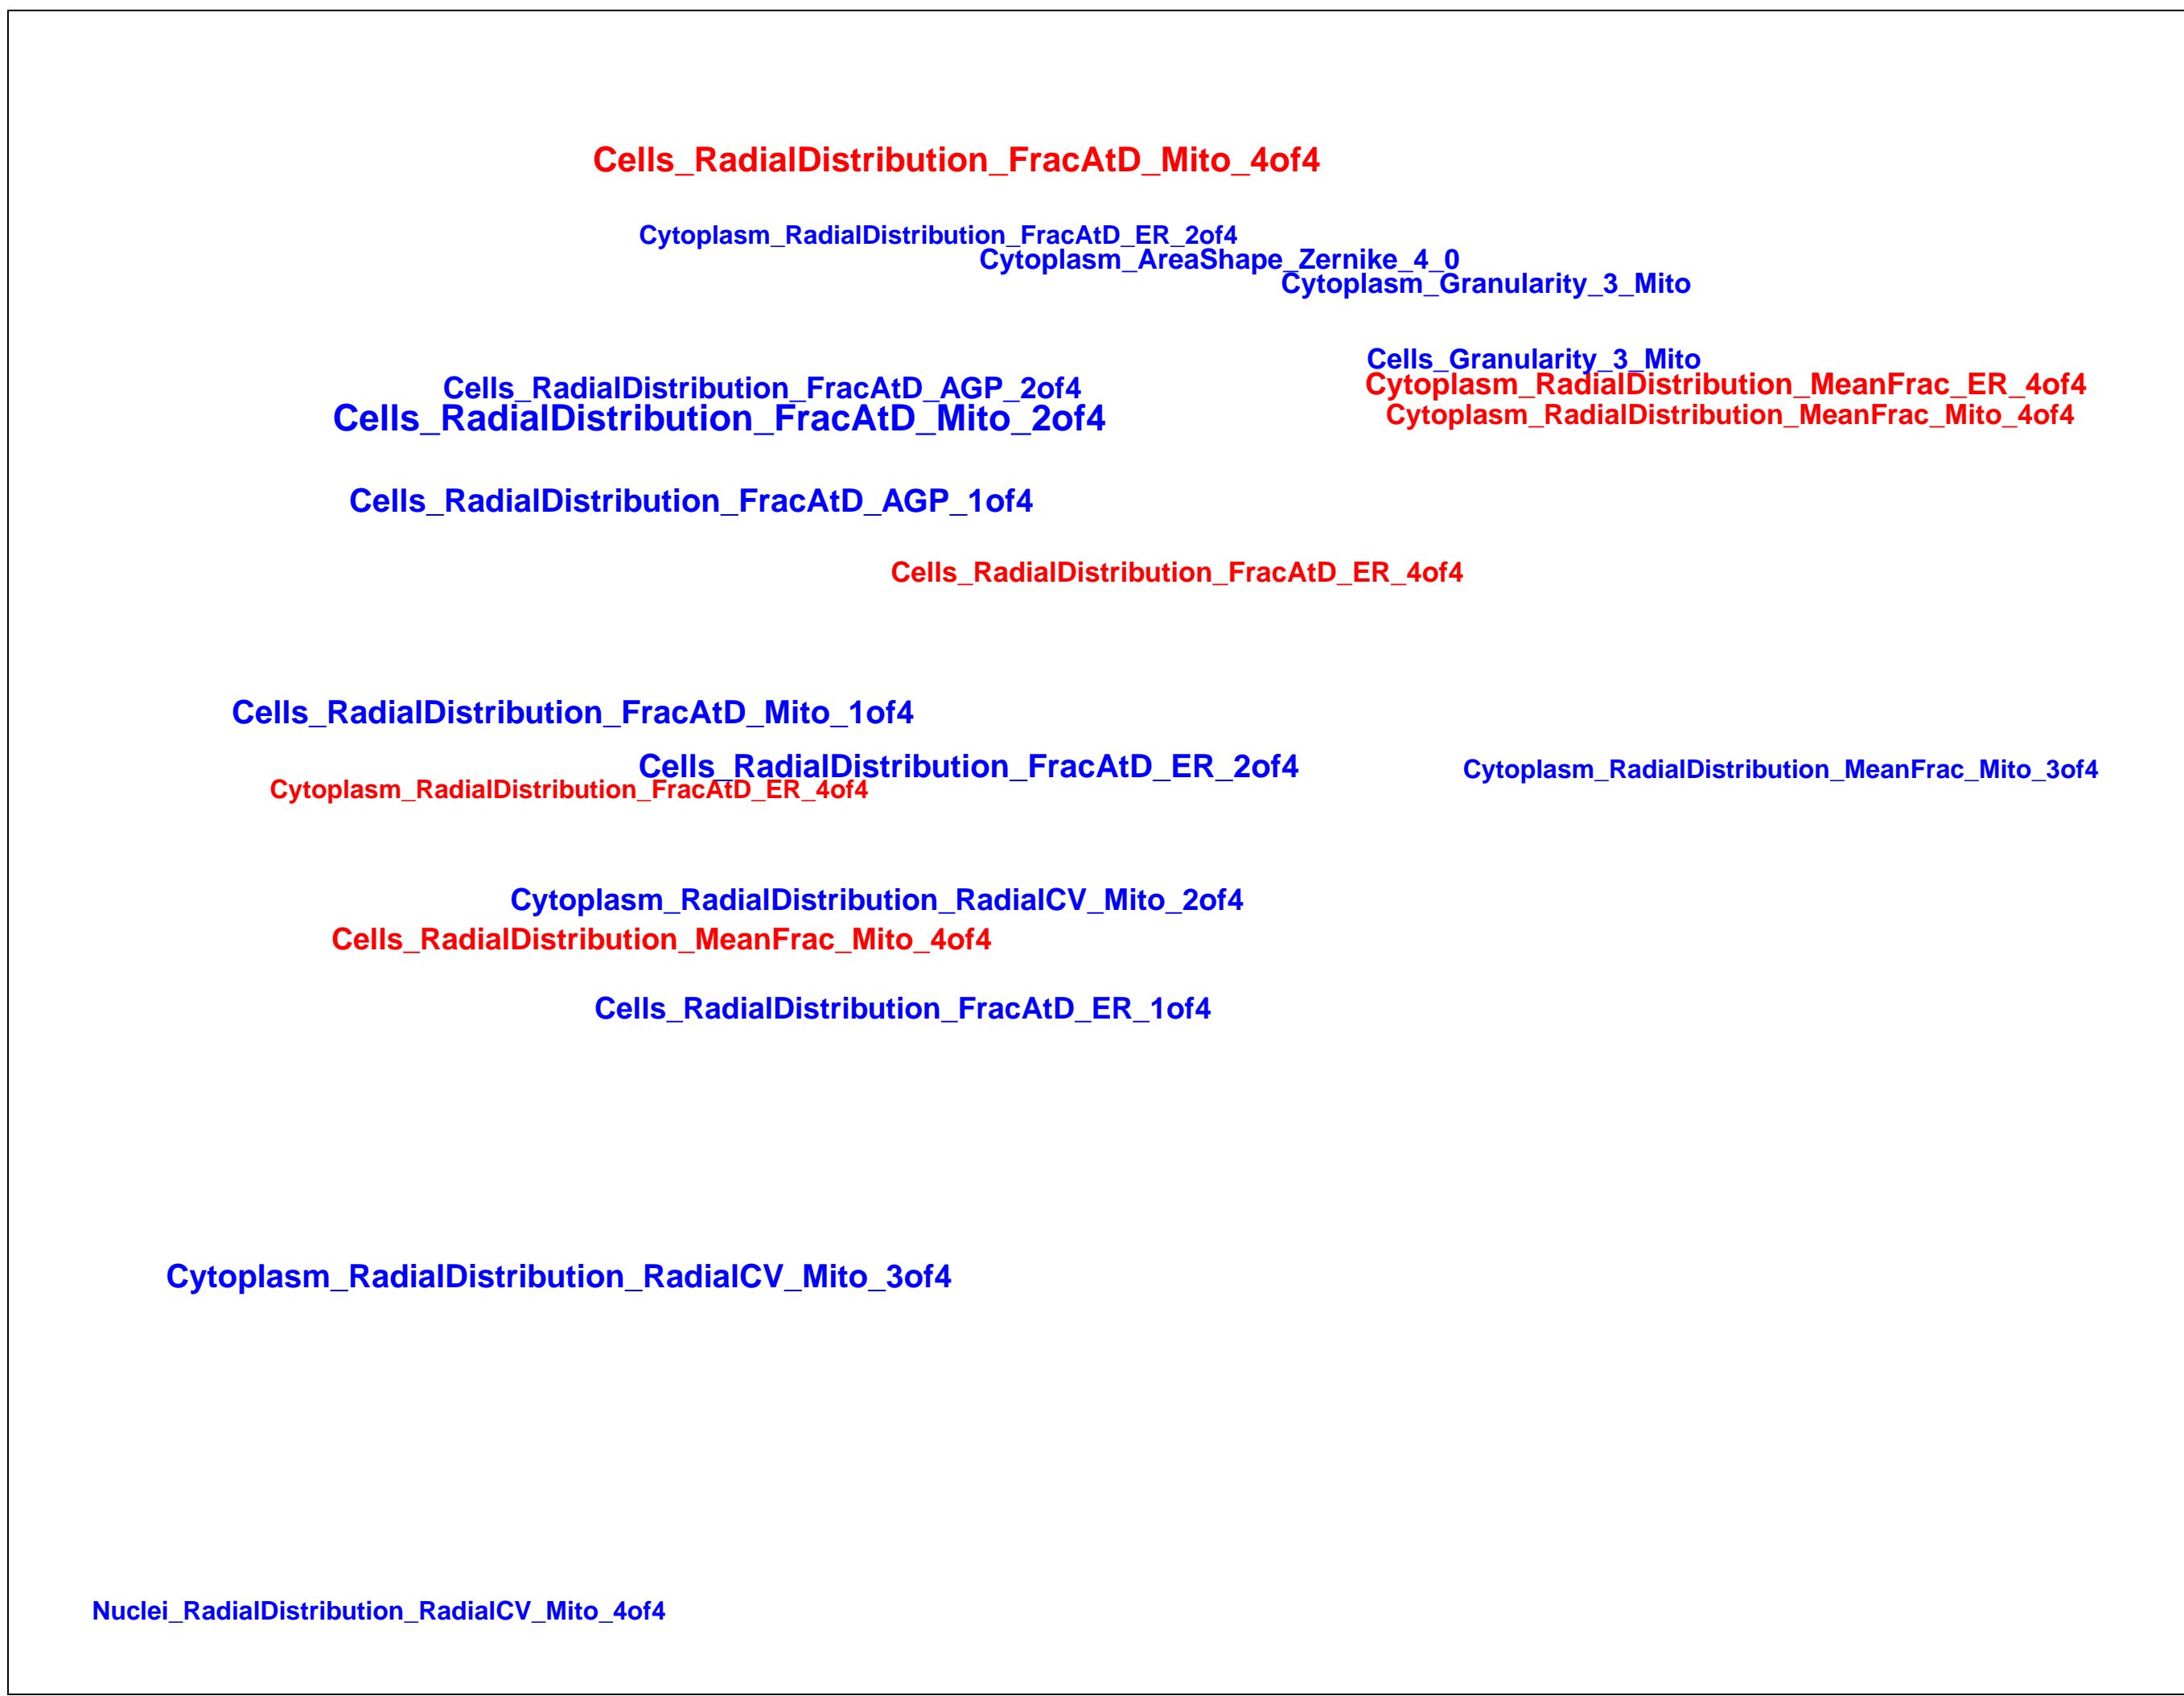 Cells_RadialDistribution_FracAtD_Mito_4of4
Cytoplasm_RadialDistribution_FracAtD_ER_2of4
Cytoplasm_AreaShape_Zernike_4_0
Cytoplasm_Granularity_3_Mito
Cells_Granularity_3_Mito
Cells_RadialDistribution_FracAtD_AGP_2of4
Cytoplasm_RadialDistribution_MeanFrac_ER_4of4
Cells_RadialDistribution_FracAtD_Mito_2of4
Cytoplasm_RadialDistribution_MeanFrac_Mito_4of4
Cells_RadialDistribution_FracAtD_AGP_1of4
Cells_RadialDistribution_FracAtD_ER_4of4
Cells_RadialDistribution_FracAtD_Mito_1of4
Cells_RadialDistribution_FracAtD_ER_2of4
Cytoplasm_RadialDistribution_MeanFrac_Mito_3of4
Cytoplasm_RadialDistribution_FracAtD_ER_4of4
Cytoplasm_RadialDistribution_RadialCV_Mito_2of4
Cells_RadialDistribution_MeanFrac_Mito_4of4
Cells_RadialDistribution_FracAtD_ER_1of4
Cytoplasm_RadialDistribution_RadialCV_Mito_3of4
Nuclei_RadialDistribution_RadialCV_Mito_4of4